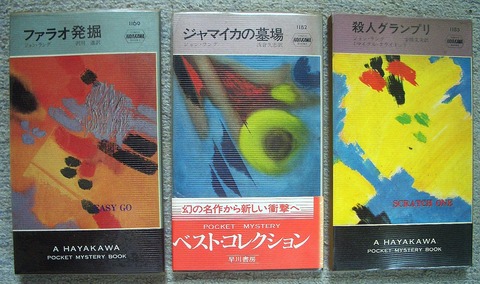 ファラオ発掘
1150
EASY GO
A HAYAKAWA
POCKET MYSTERY BOOK
ジャマイカの墓場
幻の名作から新しい衝撃へ
POCKET MYSTERY
ベスト・コレクション
早川書房
殺人グランプリ
SCRATCH ONE
A HAYAKAWA
POCKET MYSTERY BOOK